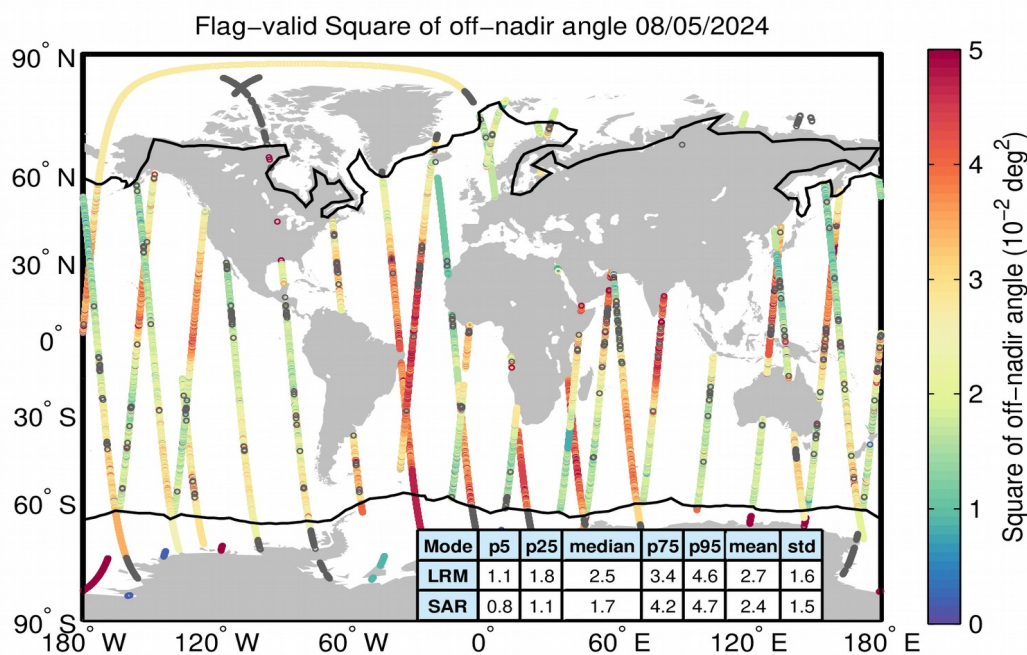 Flag−valid Square of off−nadir angle 08/05/2024
90° N
60° N
30° N
0°
30° S
60° S
90° S
180° W
120° W
60° W
0°
60° E
120° E
180° E
Mode p5 p25 median p75 p95 mean std
LRM 1.1 1.8 2.5 3.4 4.6 2.7 1.6
SAR 0.8 1.1 1.7 4.2 4.7 2.4 1.5
5
4
3
2
1
0
Square of off−nadir angle (10⁻² deg²)